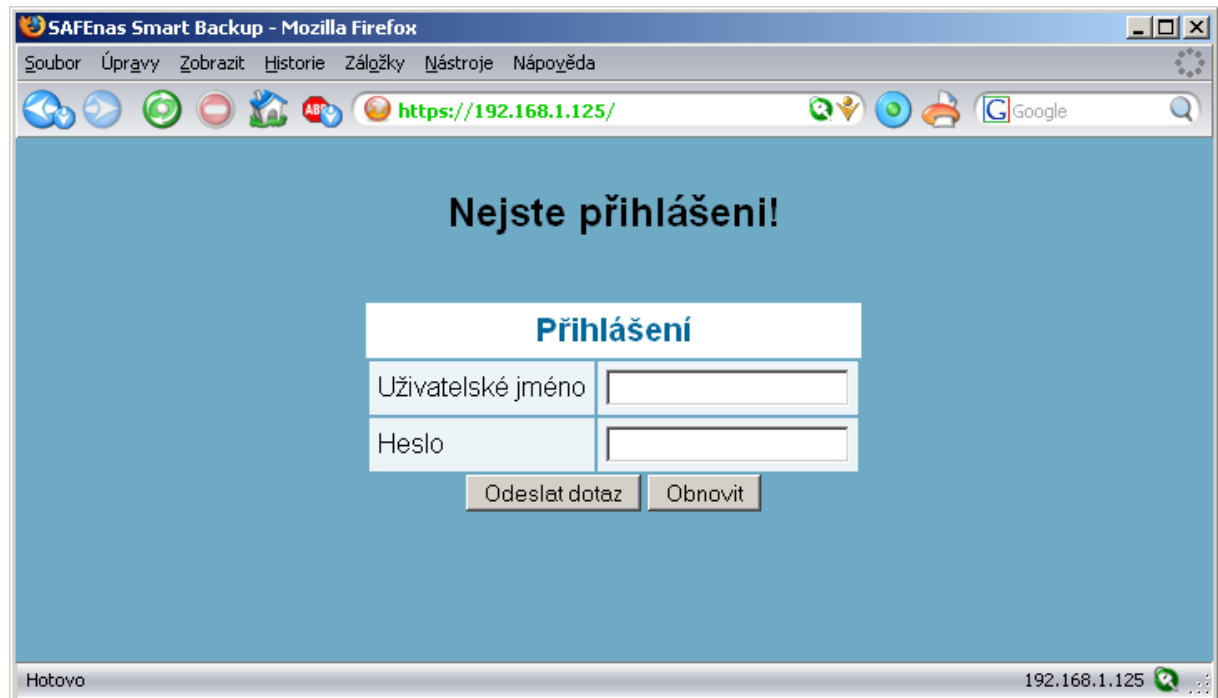 SAFEnas Smart Backup - Mozilla Firefox
Soubor Úpravy Zobrazit Historie Záložky Nástroje Nápověda
ABP https://192.168.1.125/ G Google
Nejste přihlášeni!
Přihlášení
Uživatelské jméno
Heslo
Odeslat dotaz Obnovit
Hotovo 192.168.1.125